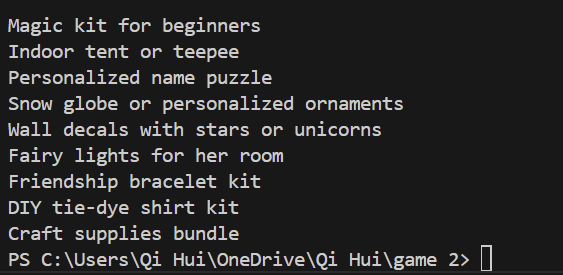 Magic kit for beginners
Indoor tent or teepee
Personalized name puzzle
Snow globe or personalized ornaments
Wall decals with stars or unicorns
Fairy lights for her room
Friendship bracelet kit
DIY tie-dye shirt kit
Craft supplies bundle
PS C:\Users\Qi Hui\OneDrive\Qi Hui\game 2>